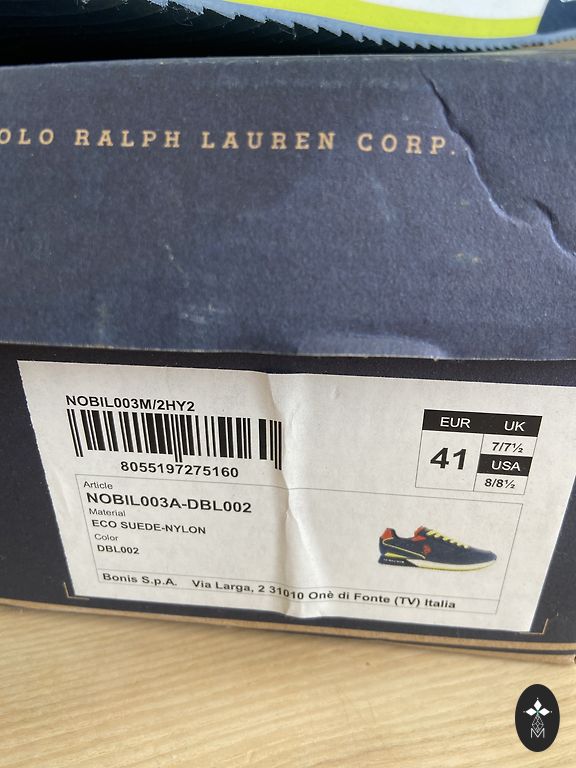 OLO RALPH LAUREN CORP.
NOBIL003M/2HY2
8055197275160
EUR
41
UK
7/7½
USA
8/8½
Article
NOBIL003A-DBL002
Material
ECO SUEDE-NYLON
Color
DBL002
Bonis S.p.A. Via Larga, 2 31010 Onè di Fonte (TV) Italia
M